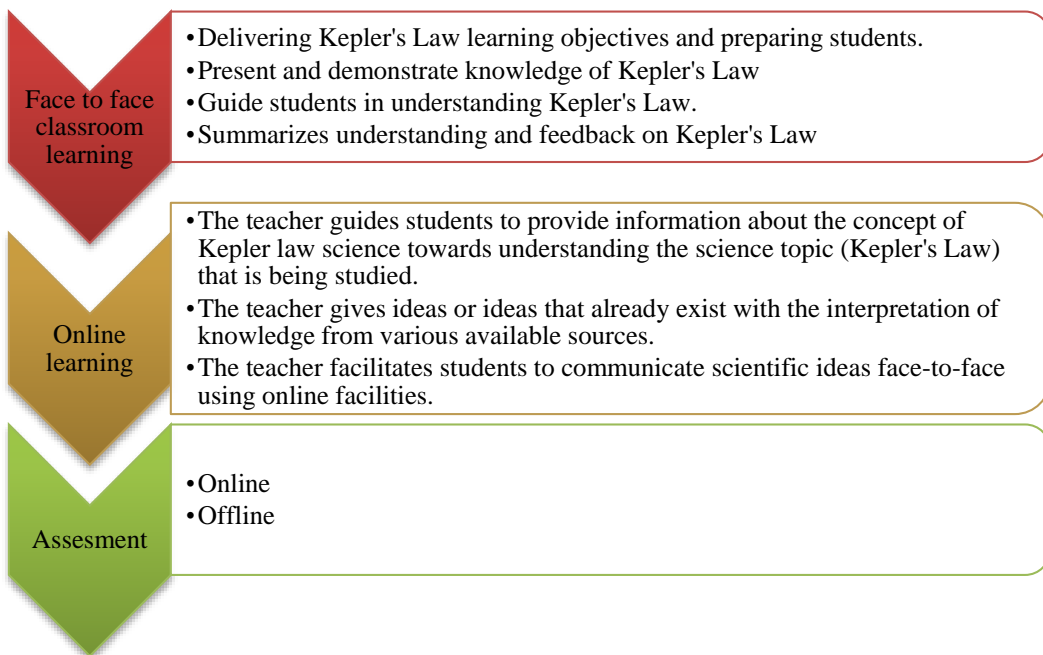 Face to face
classroom
learning
•Delivering Kepler's Law learning objectives and preparing students.
•Present and demonstrate knowledge of Kepler's Law
•Guide students in understanding Kepler's Law.
•Summarizes understanding and feedback on Kepler's Law
Online
learning
•The teacher guides students to provide information about the concept of
Kepler law science towards understanding the science topic (Kepler's Law)
that is being studied.
•The teacher gives ideas or ideas that already exist with the interpretation of
knowledge from various available sources.
•The teacher facilitates students to communicate scientific ideas face-to-face
using online facilities.
Assesment
•Online
•Offline